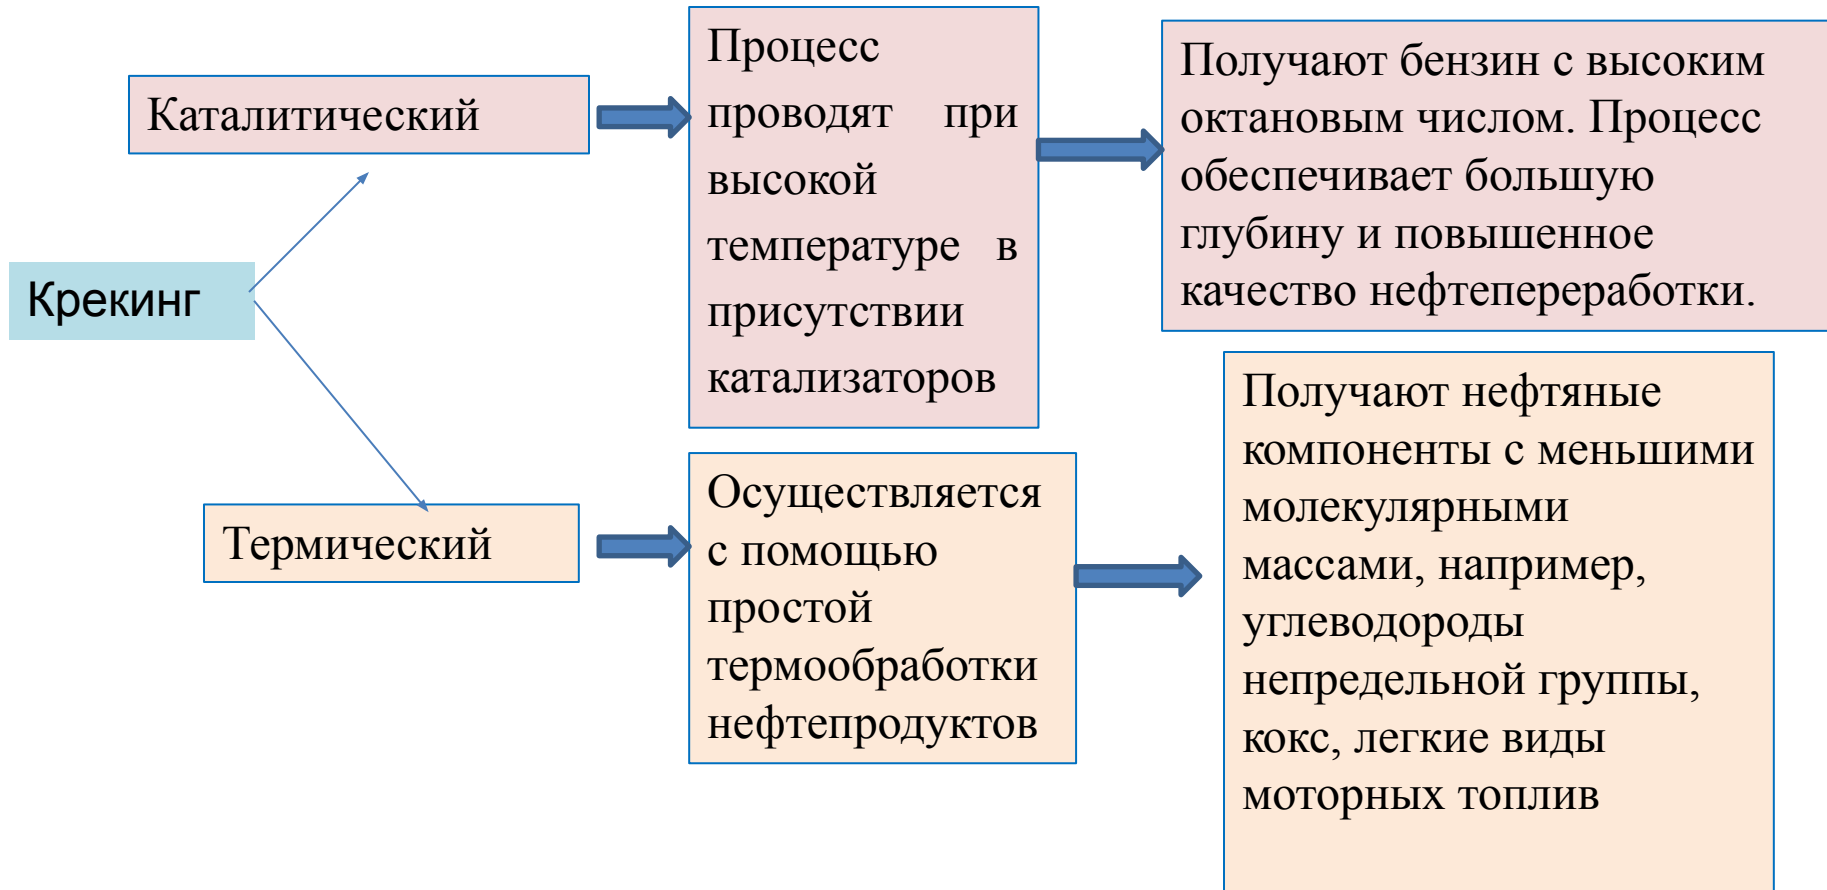 Крекинг
Каталитический
Процесс
проводят при
высокой
температуре в
присутствии
катализаторов
Получают бензин с высоким
октановым числом. Процесс
обеспечивает большую
глубину и повышенное
качество нефтепереработки.
Термический
Осуществляется
с помощью
простой
термообработки
нефтепродуктов
Получают нефтяные
компоненты с меньшими
молекулярными
массами, например,
углеводороды
непредельной группы,
кокс, легкие виды
моторных топлив